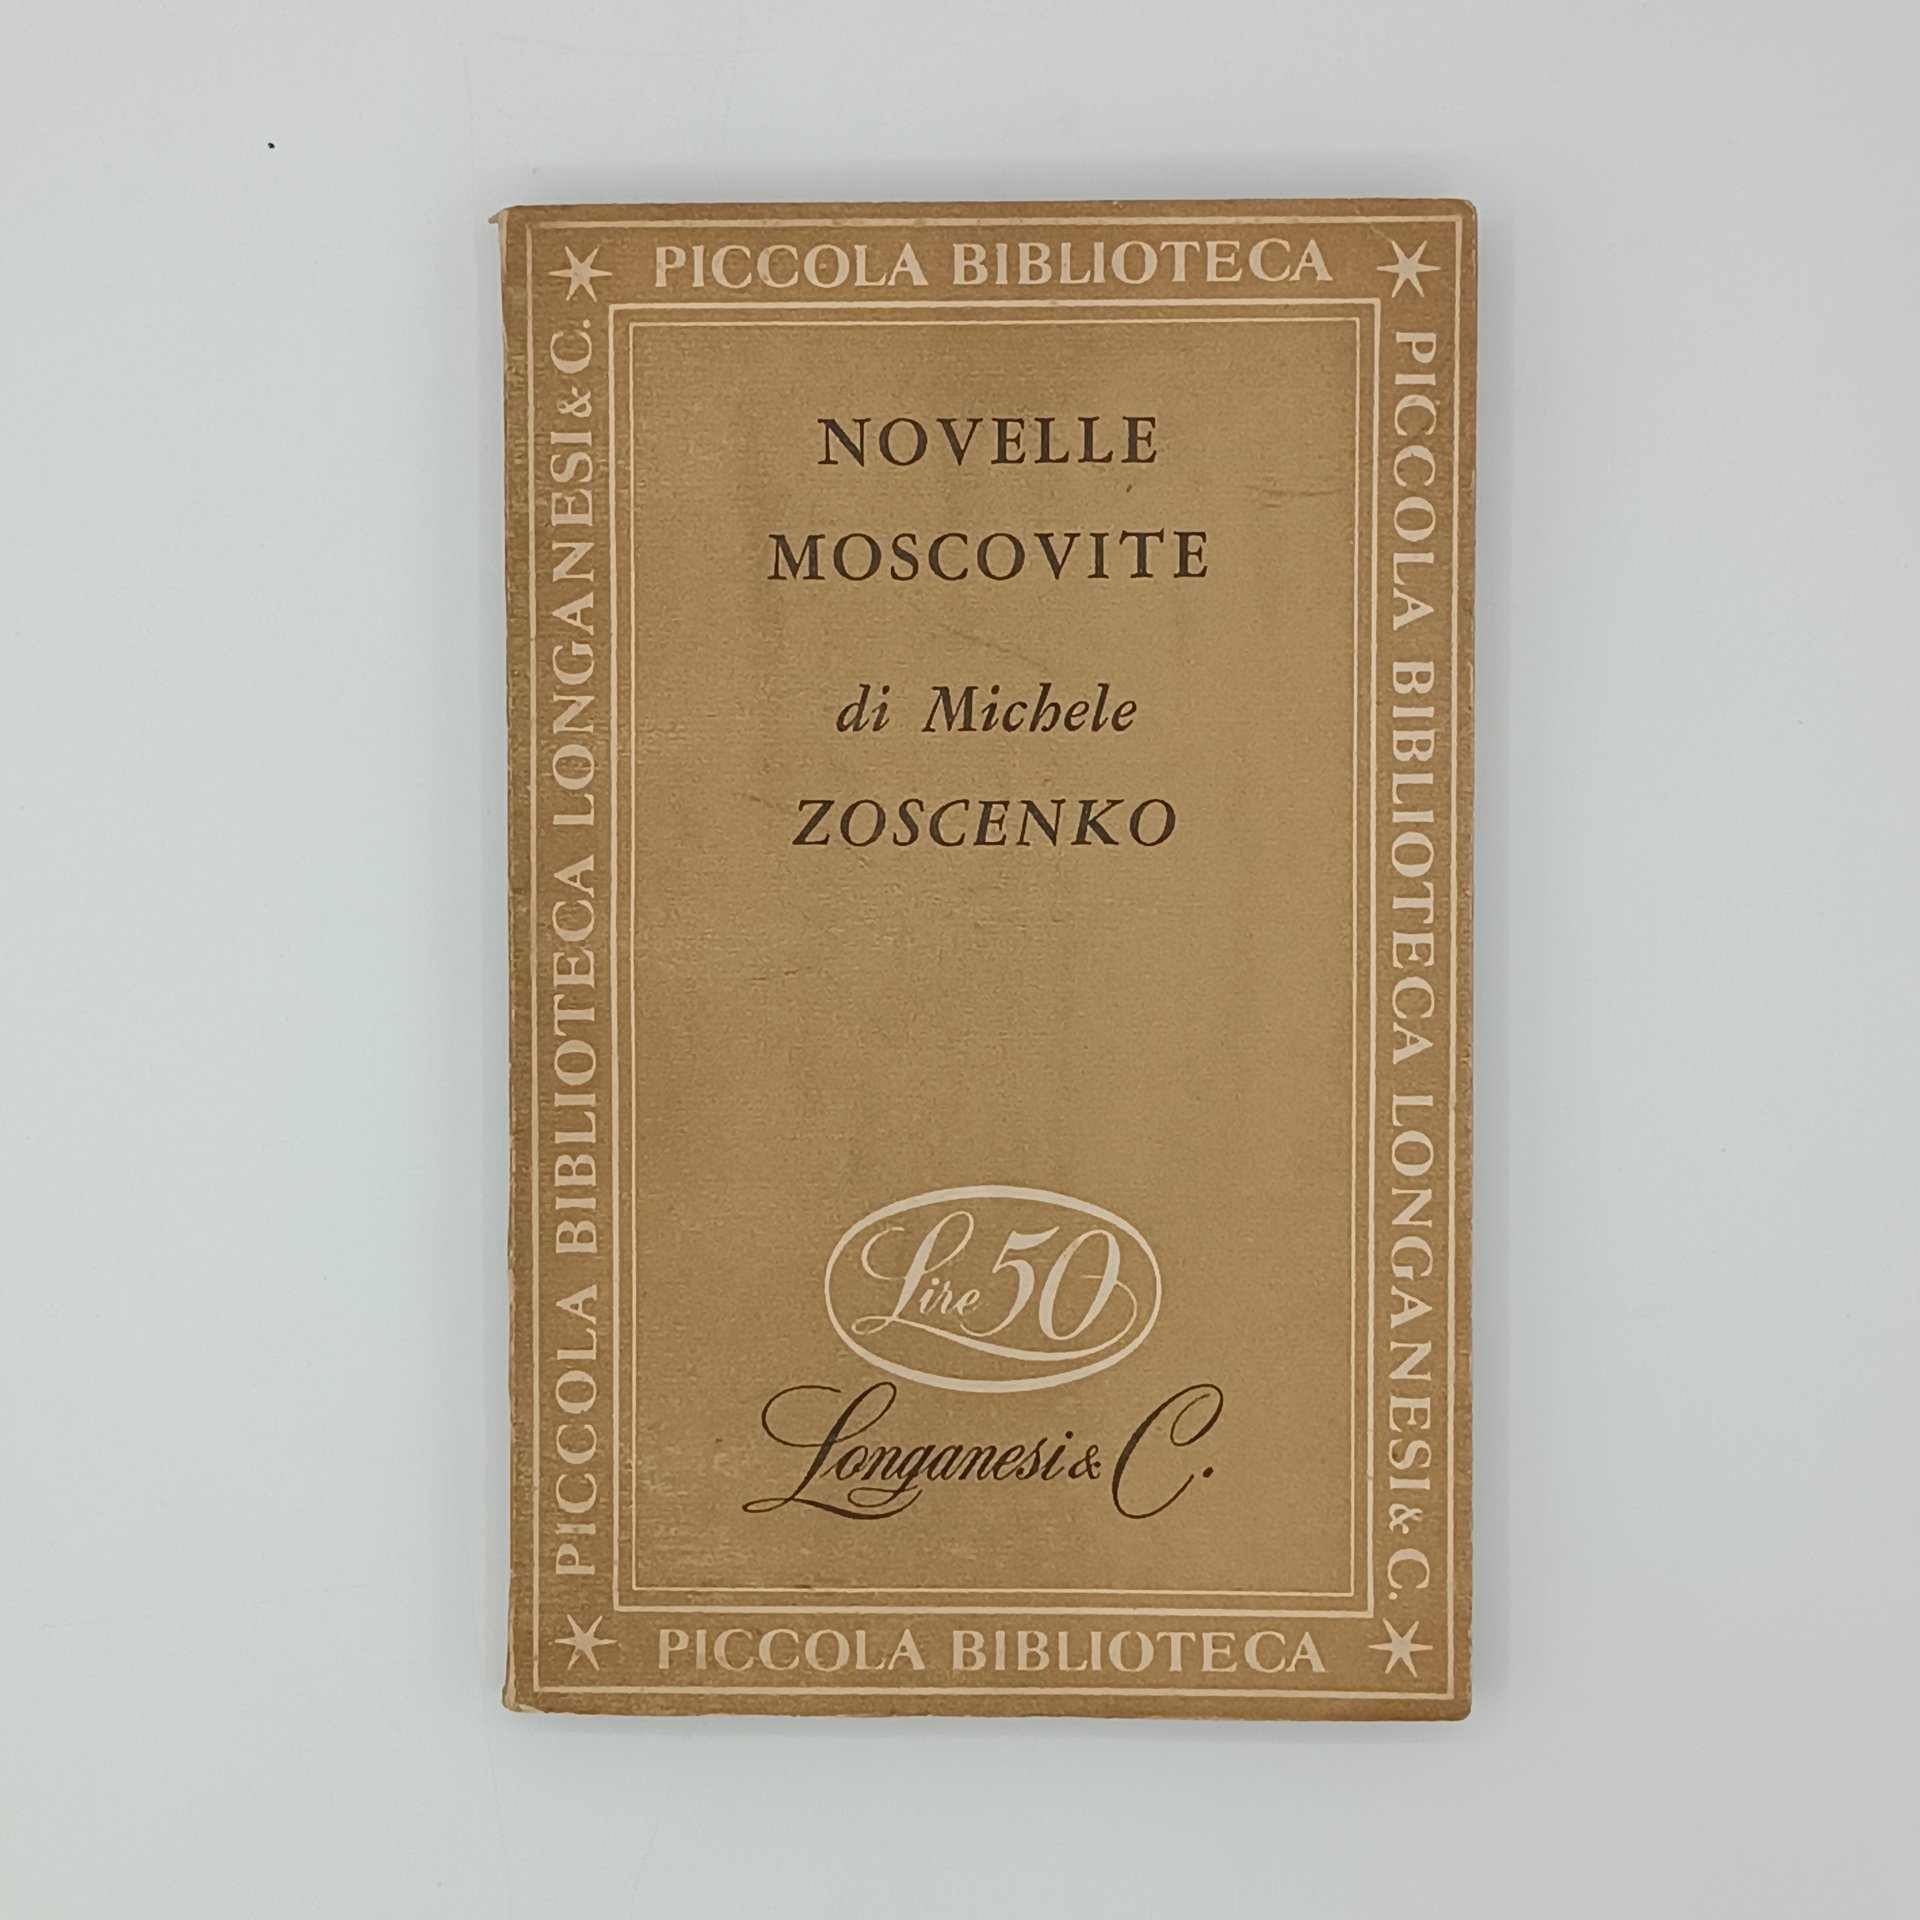 PICCOLA BIBLIOTECA
PICCOLA BIBLIOTECA LONGANESI & C.
PICCOLA BIBLIOTECA LONGANESI & C.
NOVELLE
MOSCOVITE
di Michele
ZOSCENKO
Lire 50
Longanesi & C.
PICCOLA BIBLIOTECA